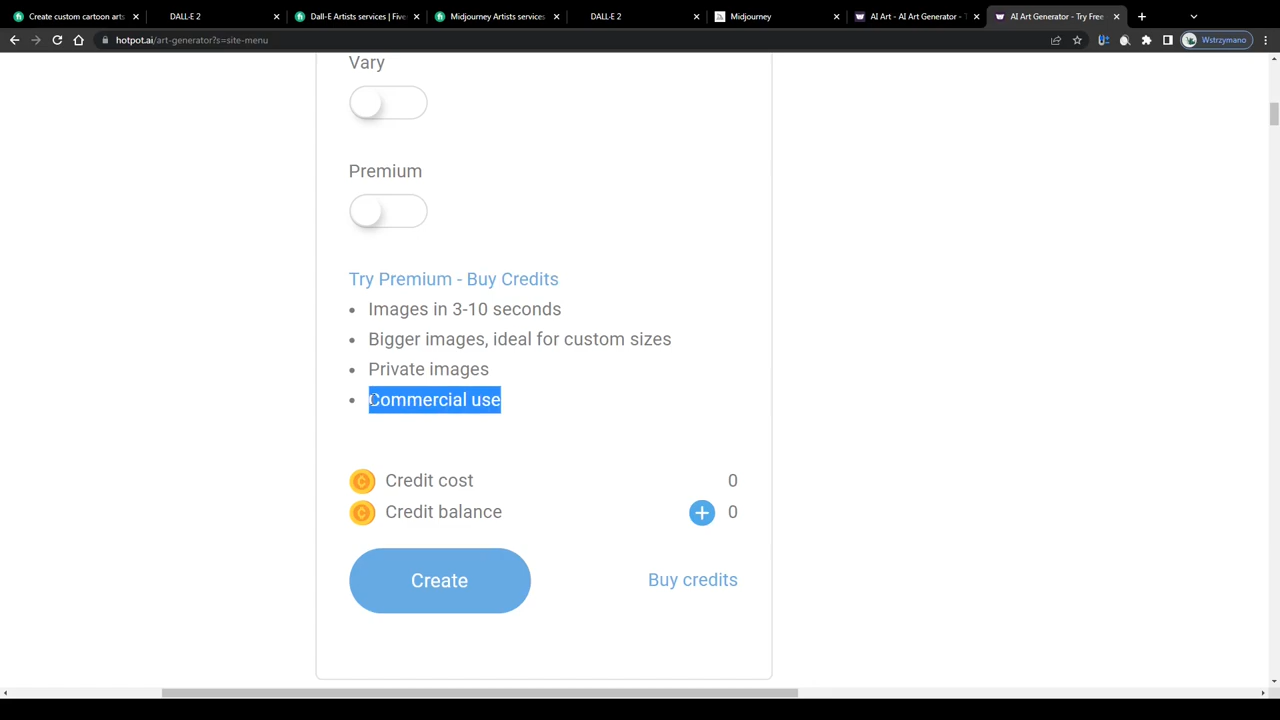 Create custom cartoon arts
DALL-E 2
Dall-E Artists services | Five
Midjourney Artists services
DALL-E 2
Midjourney
AI Art - AI Art Generator -
AI Art Generator - Try Free
hotpot.ai/art-generator?s=site-menu
Wstrzymano
Vary
Premium
Try Premium - Buy Credits
• Images in 3-10 seconds
• Bigger images, ideal for custom sizes
• Private images
• Commercial use
Credit cost 0
Credit balance 0
Create
Buy credits